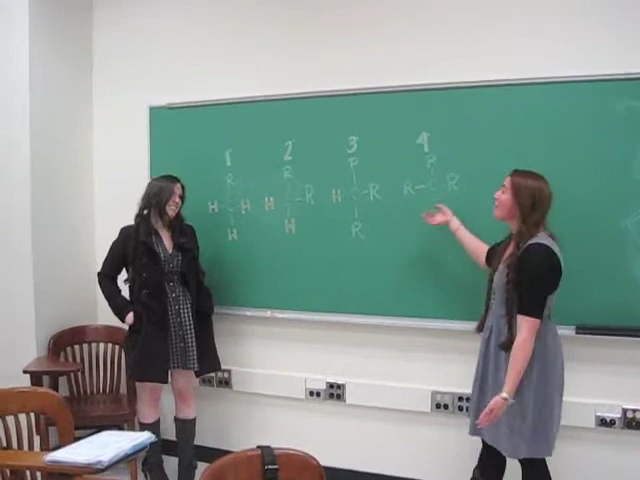 1 2 3 4
R R R R
H-C-H H-C-R H-C-R R-C-R
H H R